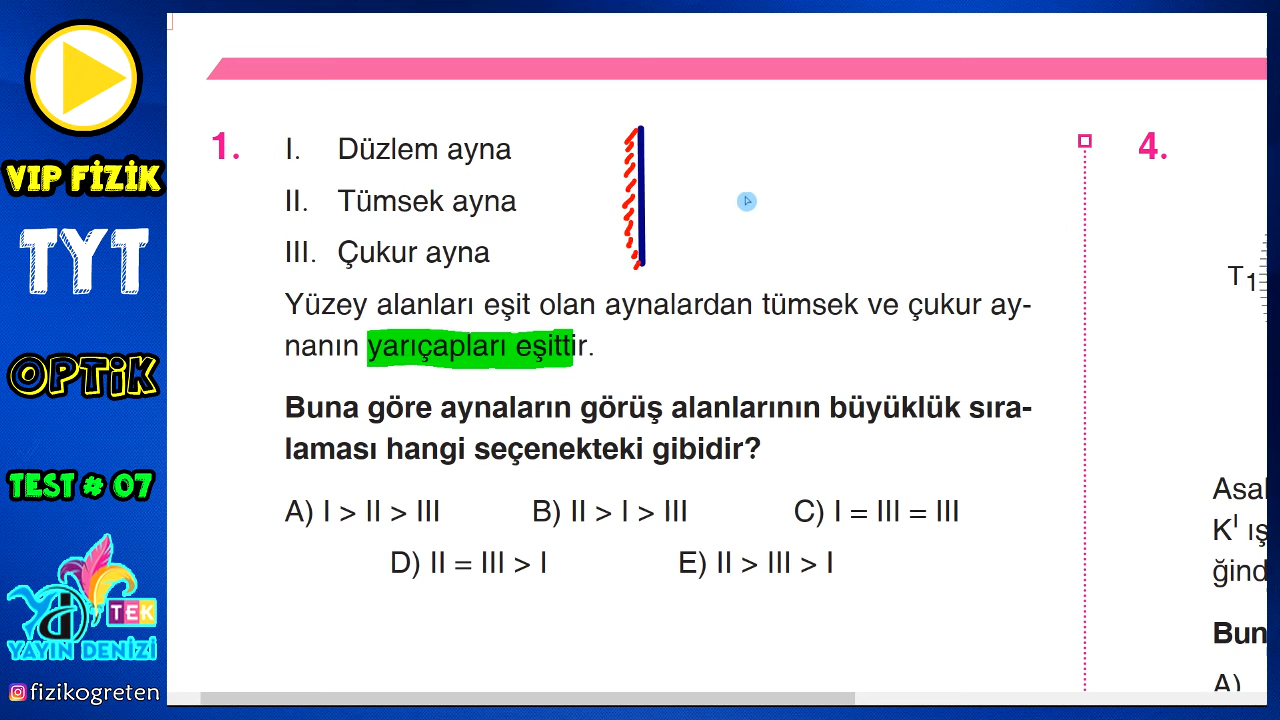 VIP FİZİK
TYT
OPTİK
TEST # 07
TEK
YAYIN DENİZİ
fizikogreten
1.
I. Düzlem ayna
II. Tümsek ayna
III. Çukur ayna
Yüzey alanları eşit olan aynalardan tümsek ve çukur ay-
nanın yarıçapları eşittir.
Buna göre aynaların görüş alanlarının büyüklük sıra-
laması hangi seçenekteki gibidir?
A) I > II > III B) II > I > III C) I = III = III
D) II = III > I E) II > III > I
4.
T1
Asal
Kı ış
ğind
Bun
A)